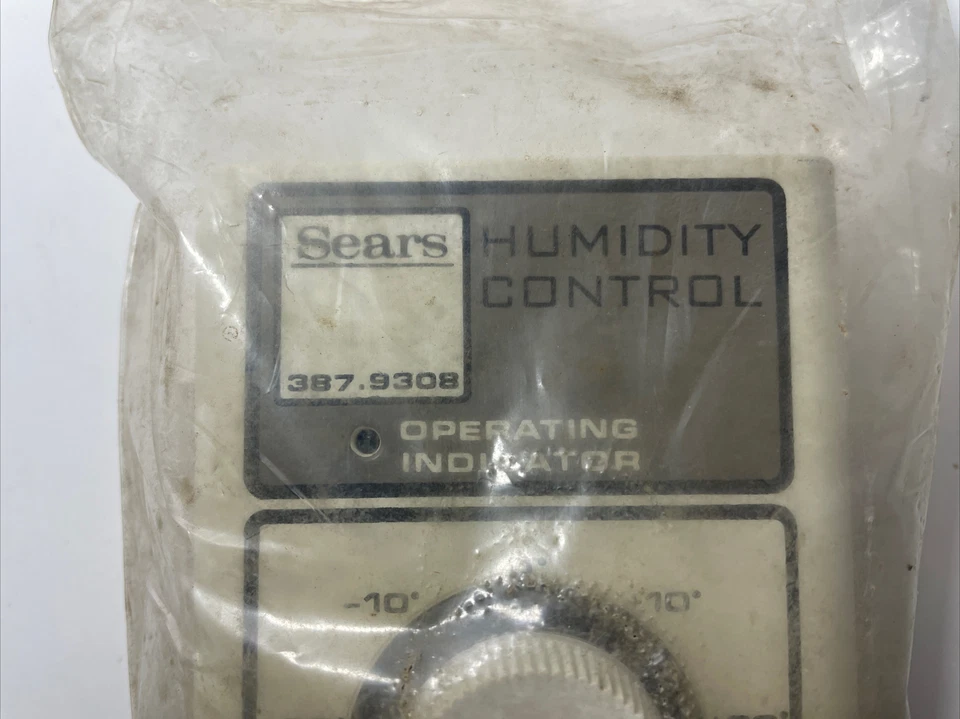 Sears
HUMIDITY
CONTROL
387.9308
OPERATING
INDICATOR
-10° 10°